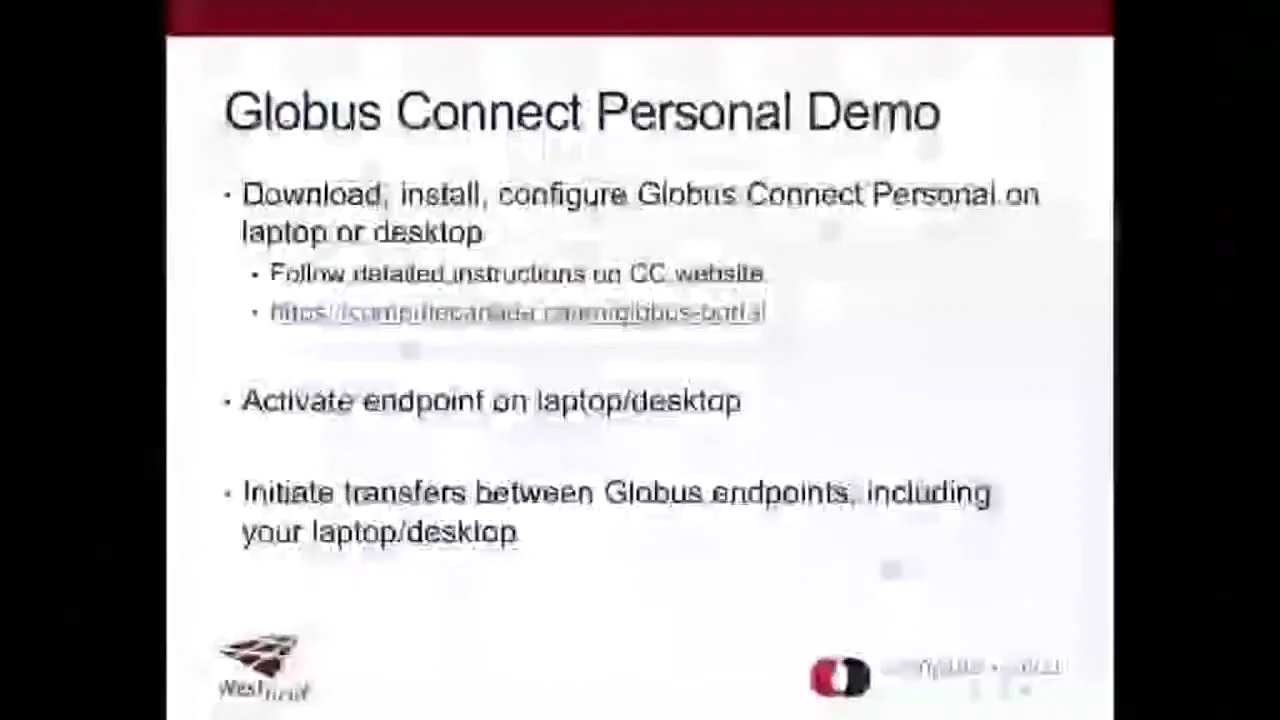 Globus Connect Personal Demo
• Download, install, configure Globus Connect Personal on
laptop or desktop
• Follow detailed instructions on CC website
• https://computecanada.ca/en/globus-portal
• Activate endpoint on laptop/desktop
• Initiate transfers between Globus endpoints, including
your laptop/desktop
WestGrid
compute • calcul